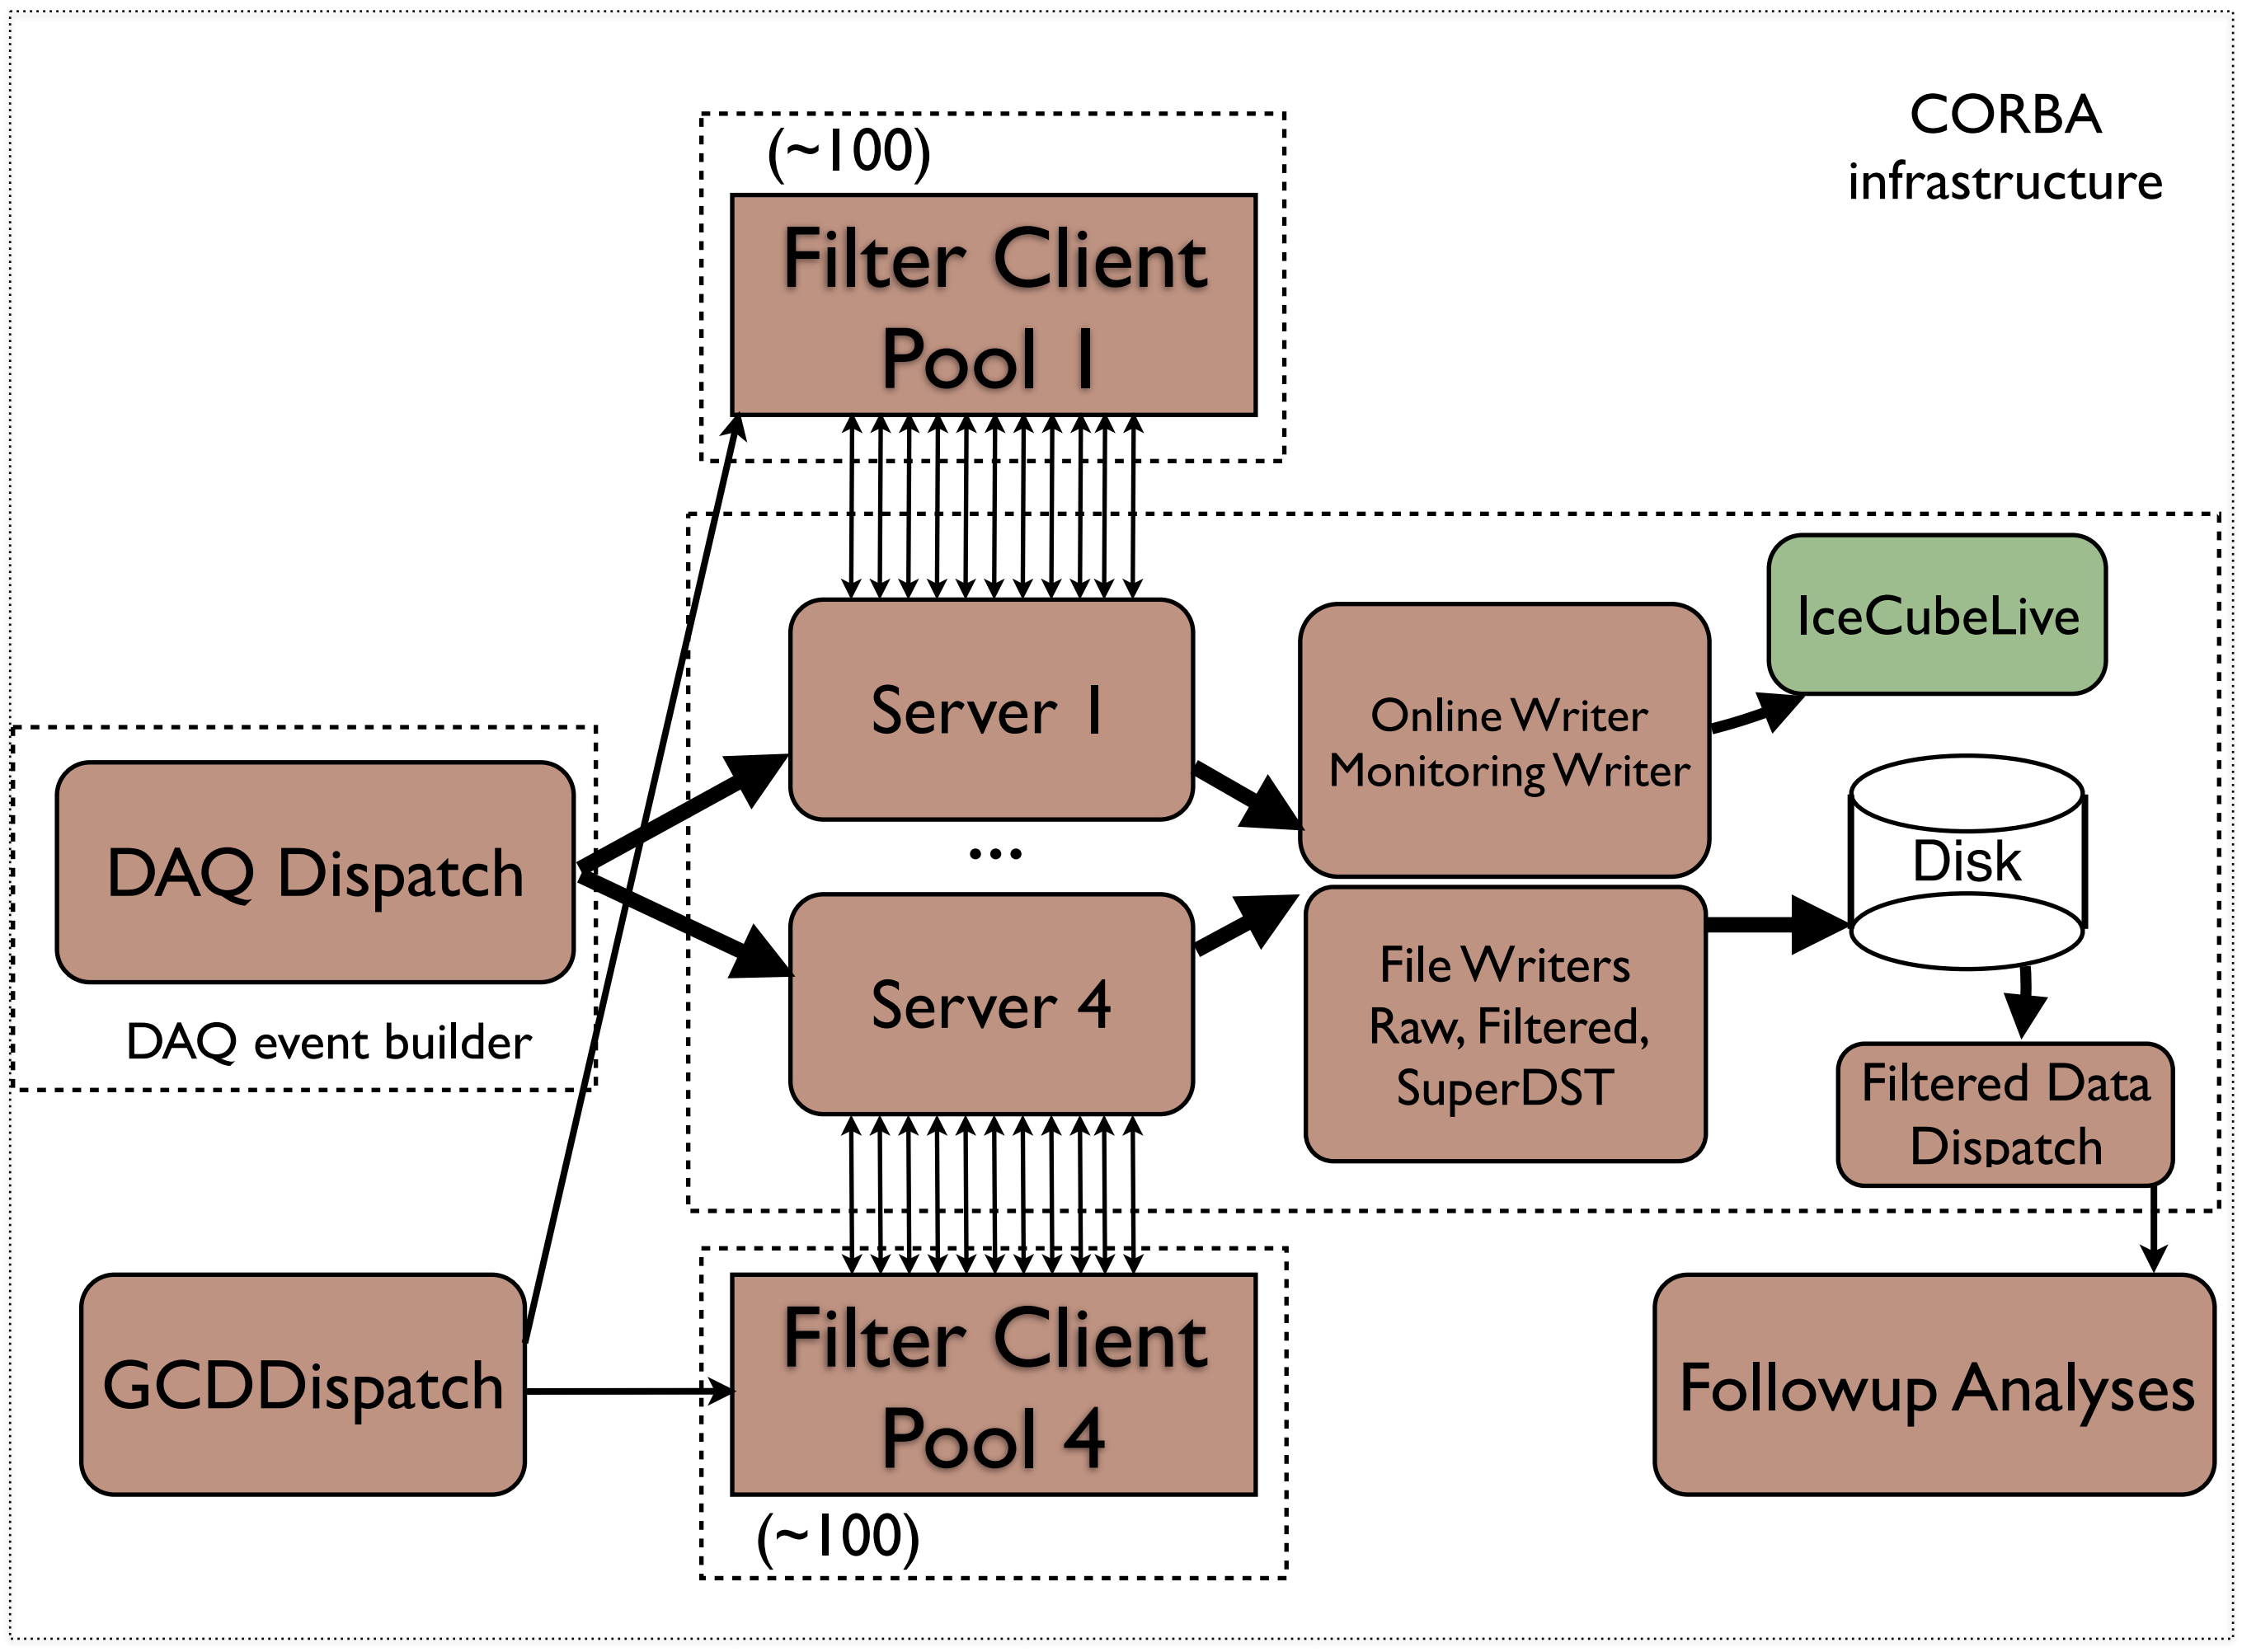 CORBA
infrastructure
(~100)
Filter Client
Pool 1
IceCubeLive
Server 1
Online Writer
Monitoring Writer
...
Disk
DAQ Dispatch
DAQ event builder
Server 4
File Writers
Raw, Filtered,
SuperDST
Filtered Data
Dispatch
GCDDispatch
Filter Client
Pool 4
(~100)
Followup Analyses